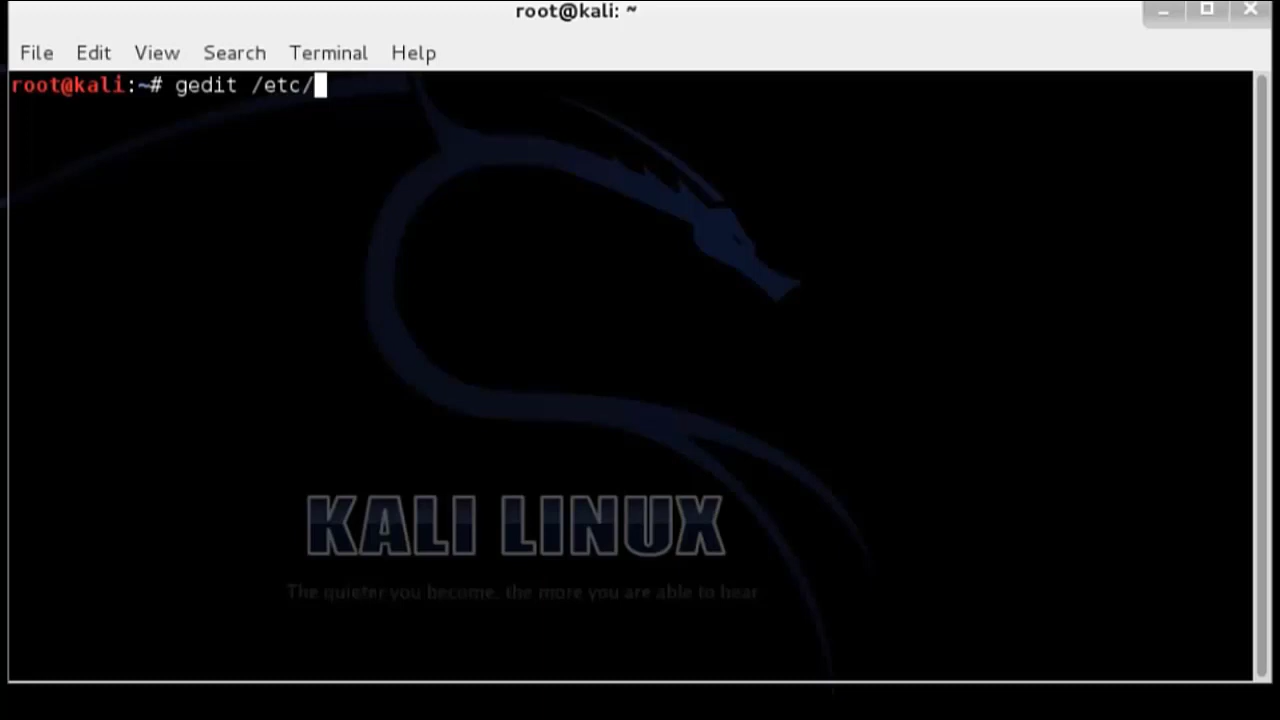 root@kali: ~
File Edit View Search Terminal Help
root@kali:~# gedit /etc/
KALI LINUX
The quieter you become, the more you are able to hear